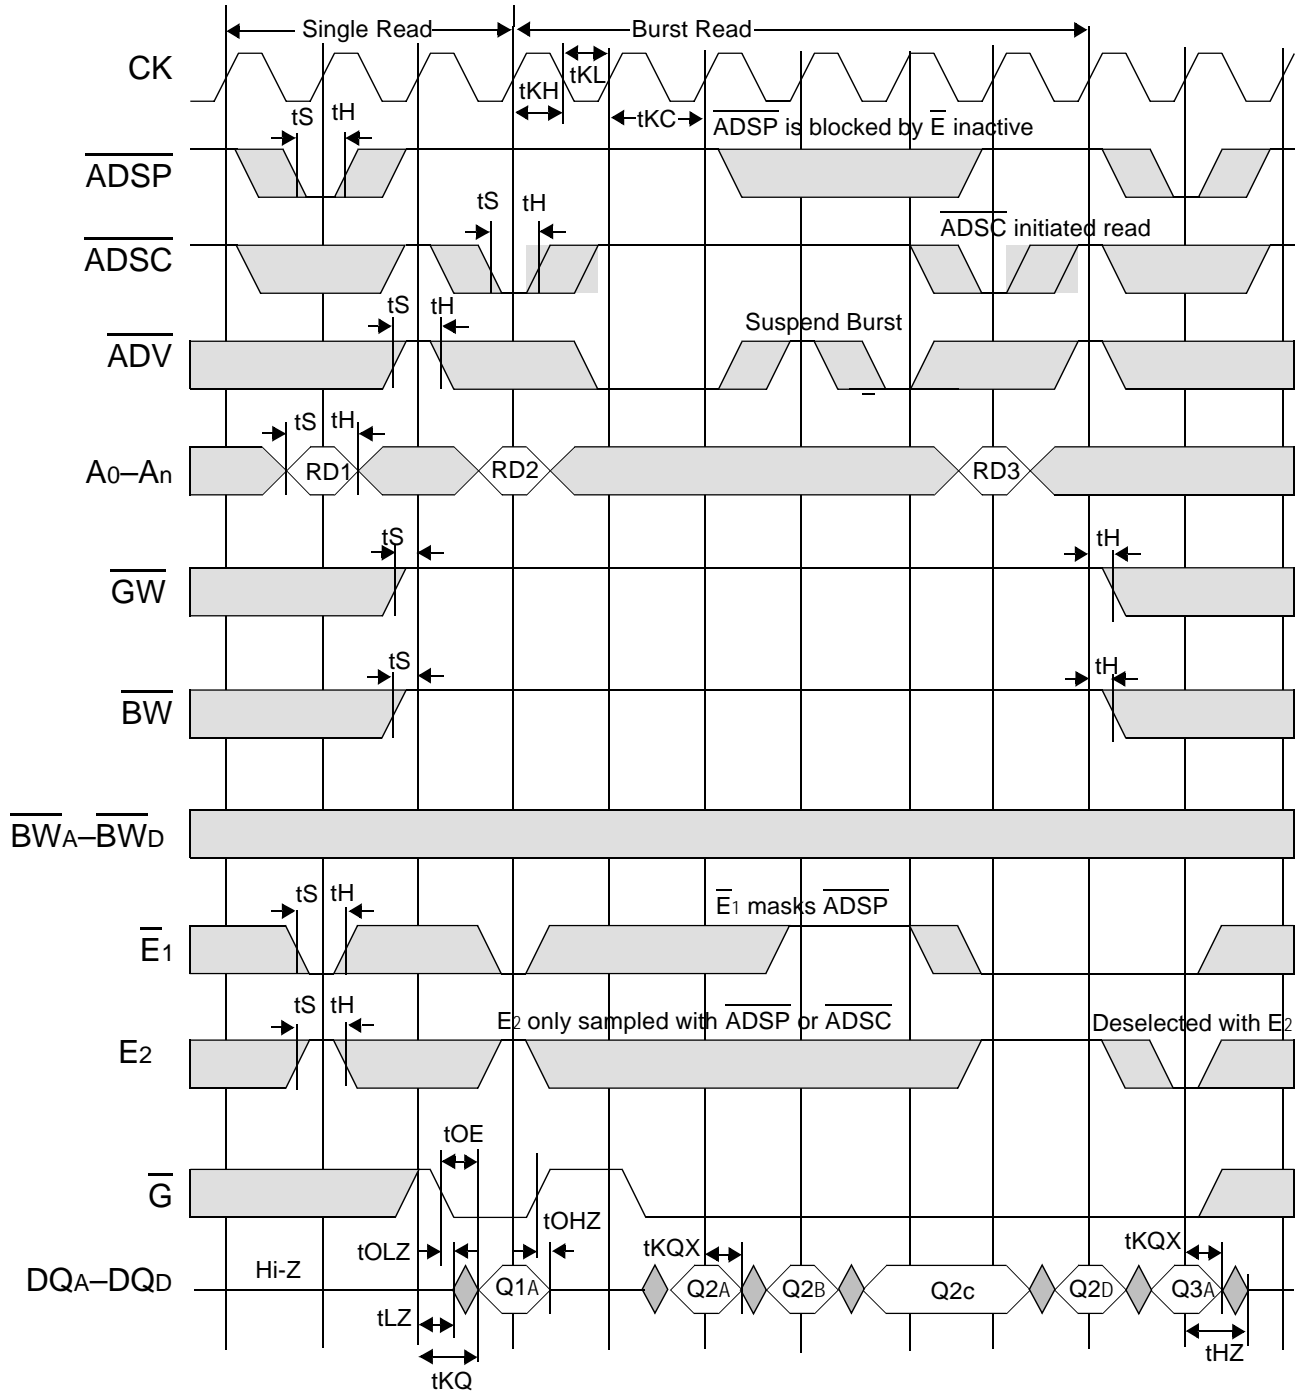 Single Read
Burst Read
CK
tKL
tKH
tS tH
tKC
ADSP is blocked by E inactive
ADSP
tS tH
ADSC initiated read
ADSC
tS tH
Suspend Burst
ADV
tS tH
A0–An
RD1
RD2
RD3
tS
tH
GW
tS
tH
BW
BWA–BWD
tS tH
E1 masks ADSP
E1
tS tH
E2 only sampled with ADSP or ADSC
Deselected with E2
E2
tOE
G
tOHZ
tOLZ
tKQX
tKQX
DQA–DQD
Hi-Z
Q1A
Q2A
Q2B
Q2c
Q2D
Q3A
tLZ
tHZ
tKQ